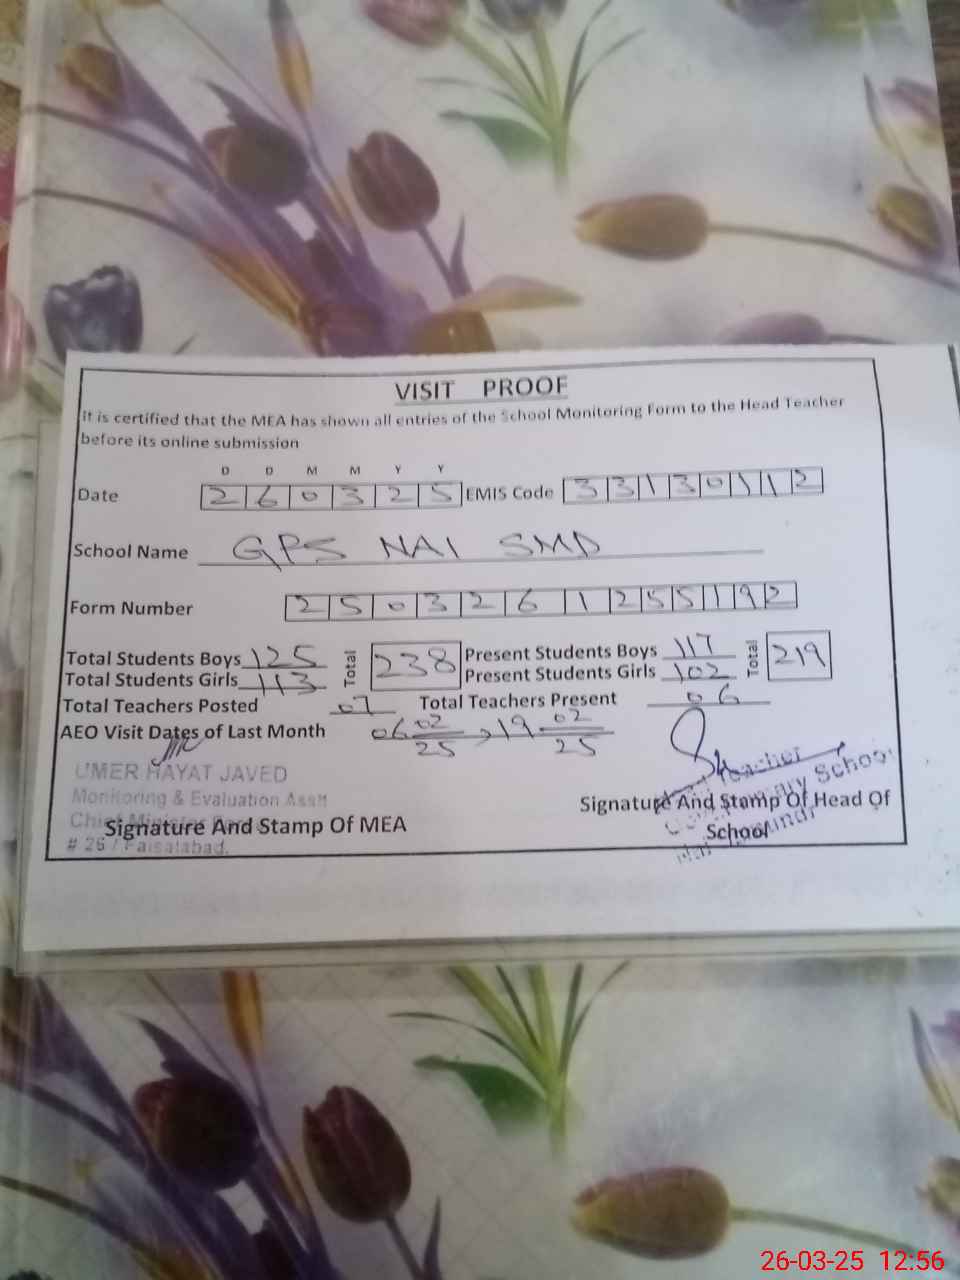 VISIT PROOF
It is certified that the MEA has shown all entries of the School Monitoring Form to the Head Teacher
before its online submission
D D M M Y Y
Date 2 6 0 3 2 5 EMIS Code 3 3 1 3 0 1 1 2
School Name GPS NAI SMD
Form Number 2 5 0 3 2 6 1 2 5 5 1 9 2
Total Students Boys 125 Total 238 Present Students Boys 117 Total 219
Total Students Girls 113 Present Students Girls 102
Total Teachers Posted 07 Total Teachers Present 06
AEO Visit Dates of Last Month 06 02/25 , 19 02/25
UMER HAYAT JAVED
Monitoring & Evaluation Asstt
Chief Minister
Signature And Stamp Of MEA
# 26 / Faisalabad.
Head Teacher
School
Signature And Stamp Of Head Of
School
26-03-25 12:56